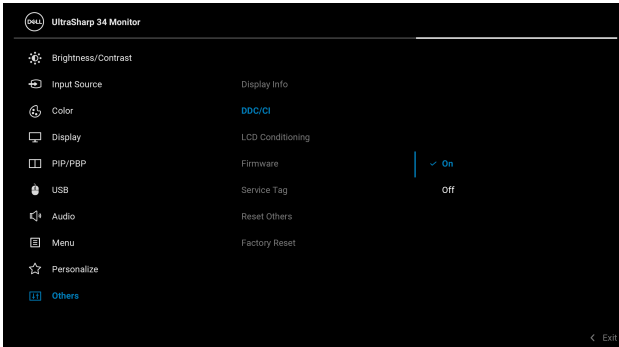 DELL UltraSharp 34 Monitor
Brightness/Contrast
Input Source
Color
Display
PIP/PBP
USB
Audio
Menu
Personalize
Others
Display Info
DDC/CI
LCD Conditioning
Firmware
Service Tag
Reset Others
Factory Reset
On
Off
Exit